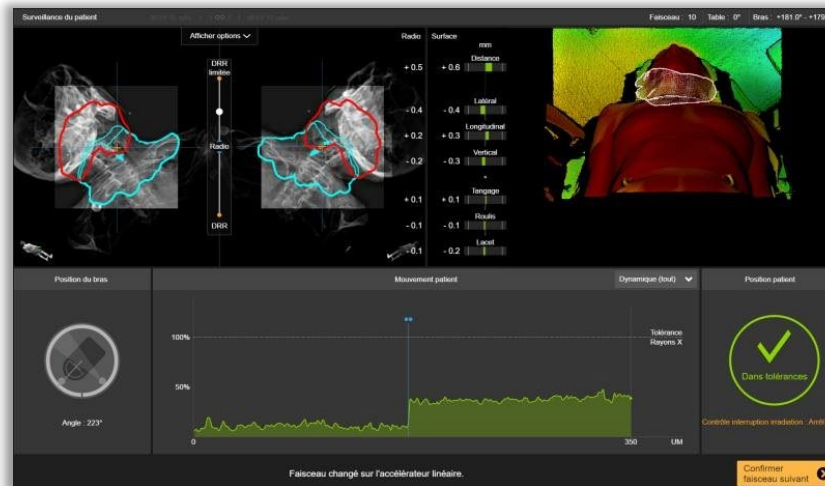 Surveillance du patient
Faisceau : 10 Table : 0° Bras : +181.0° - +179
Afficher options
DRR limitée
Radio
DRR
Radio Surface
mm
Distance
+ 0.5 + 0.6
Latéral
- 0.4 - 0.4
Longitudinal
+ 0.2 + 0.3
Vertical
- 0.2 - 0.3
Tangage
+ 0.1 + 0.1
Roulis
- 0.1 - 0.1
Lacet
- 0.1 - 0.2
Position du bras
Angle : 223°
Mouvement patient
Dynamique (tout)
100%
50%
Tolérance
Rayons X
0 350 UM
Position patient
Dans tolérances
Contrôle interruption irradiation : Arrêt
Faisceau changé sur l'accélérateur linéaire.
Confirmer
faisceau suivant